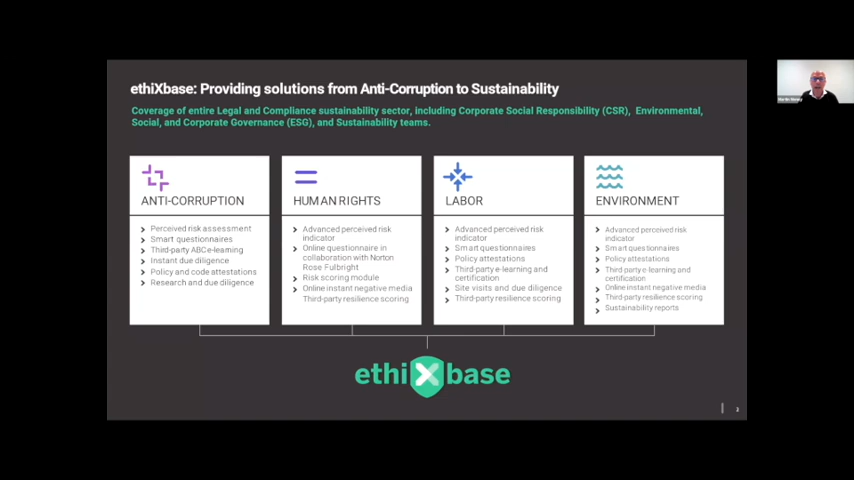 ethiXbase: Providing solutions from Anti-Corruption to Sustainability
Coverage of entire Legal and Compliance sustainability sector, including Corporate Social Responsibility (CSR), Environmental,
Social, and Corporate Governance (ESG), and Sustainability teams.
ANTI-CORRUPTION
Perceived risk assessment
Smart questionnaires
Third-party ABC e-learning
Instant due diligence
Policy and code attestations
Research and due diligence
HUMAN RIGHTS
Advanced perceived risk
indicator
Online questionnaire in
collaboration with Norton
Rose Fulbright
Risk scoring module
Online instant negative media
Third-party resilience scoring
LABOR
Advanced perceived risk
indicator
Smart questionnaires
Policy attestations
Third-party e-learning and
certification
Site visits and due diligence
Third-party resilience scoring
ENVIRONMENT
Advanced perceived risk
indicator
Smart questionnaires
Policy attestations
Third-party e-learning and
certification
Online instant negative media
Third-party resilience scoring
Sustainability reports
ethiXbase